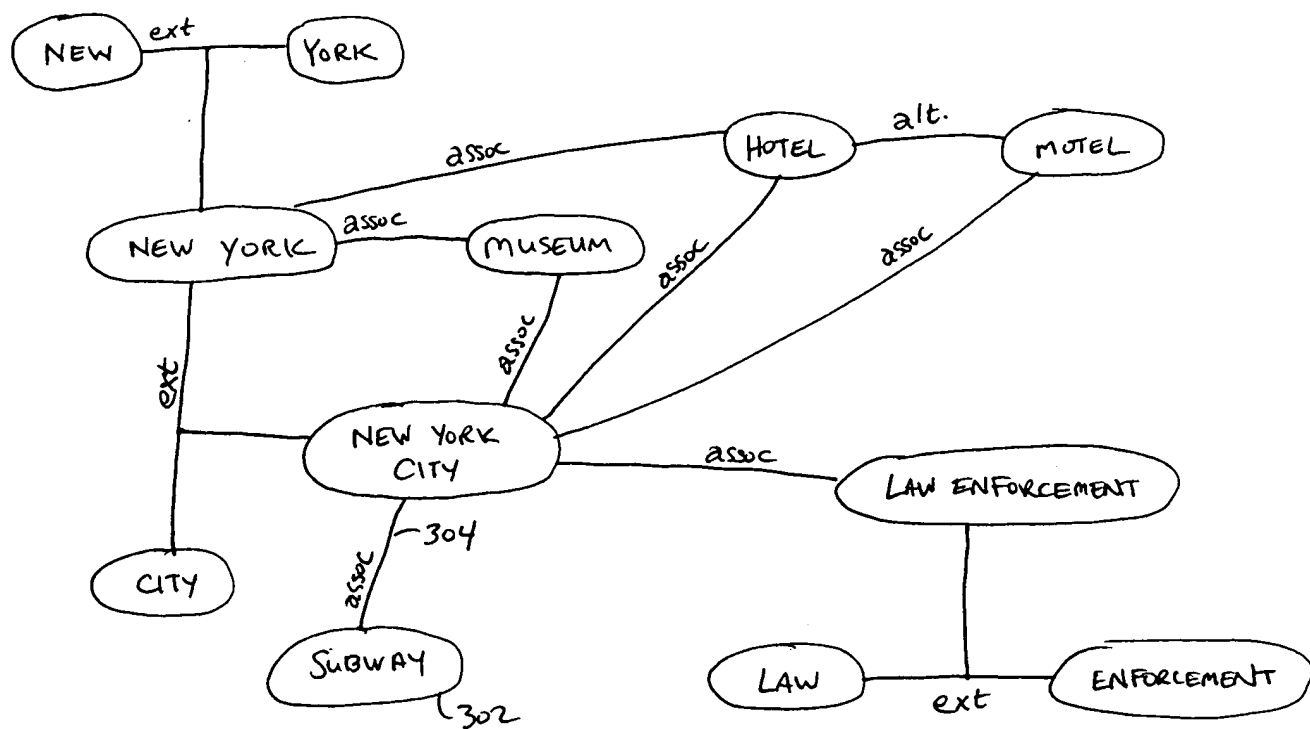 NEW
ext
YORK
HOTEL
alt.
MOTEL
assoc
NEW YORK
assoc
MUSEUM
assoc
assoc
assoc
ext
NEW YORK
CITY
assoc
LAW ENFORCEMENT
304
assoc
CITY
SUBWAY
302
LAW
ext
ENFORCEMENT